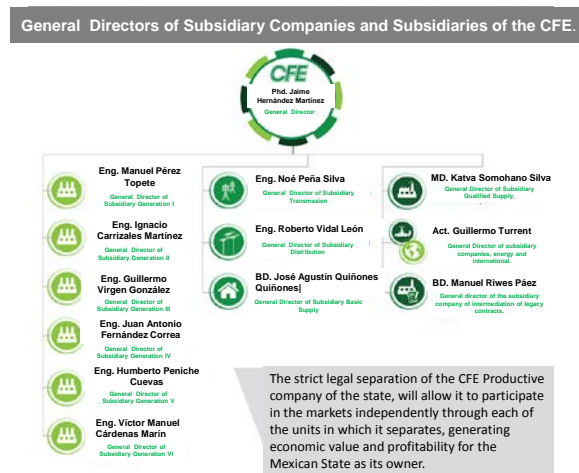 General Directors of Subsidiary Companies and Subsidiaries of the CFE.
CFE
Phd. Jaime
Hernández Martínez
General Director
Eng. Manuel Pérez
Topete
General Director of
Subsidiary Generation I
Eng. Ignacio
Carrizales Martínez
General Director of
Subsidiary Generation II
Eng. Guillermo
Virgen González
General Director of
Subsidiary Generation III
Eng. Juan Antonio
Fernández Correa
General Director of
Subsidiary Generation IV
Eng. Humberto Peniche
Cuevas
General Director of
Subsidiary Generation V
Eng. Víctor Manuel
Cárdenas Marín
General Director of
Subsidiary Generation VI
Eng. Noé Peña Silva
General Director of Subsidiary
Transmssion
Eng. Roberto Vidal León
General Director of Subsidiary
Distribution
BD. José Agustín Quiñones
Quiñones|
General Director of Subsidiary Basic
Supply
MD. Katva Somohano Silva
General Director of Subsidiary
Qualified Supply.
Act. Guillermo Turrent
General Director of subsidiary
companies, energy and
international.
BD. Manuel Riwes Páez
General director of the subsidiary
company of intermediation of legacy
contracts.
The strict legal separation of the CFE Productive
company of the state, will allow it to participate
in the markets independently through each of
the units in which it separates, generating
economic value and profitability for the
Mexican State as its owner.